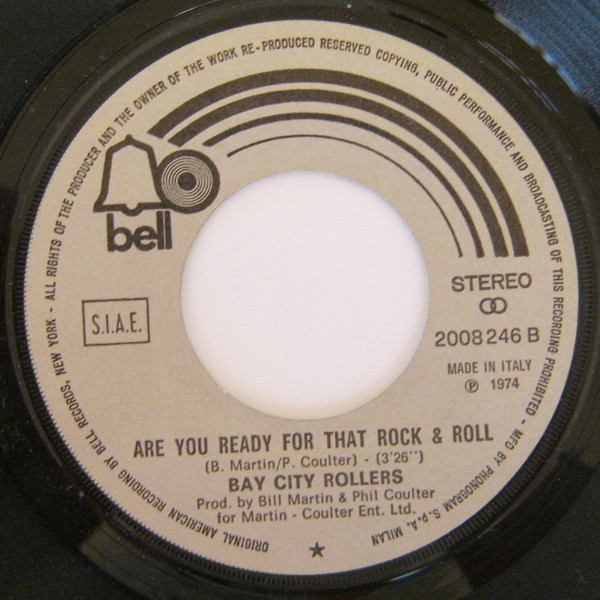 ORIGINAL AMERICAN RECORDING BY BELL RECORDS, NEW YORK - ALL RIGHTS OF THE PRODUCER AND THE OWNER OF THE WORK RE-PRODUCED RESERVED COPYING, PUBLIC PERFORMANCE AND BROADCASTING OF THIS RECORDING PROHIBITED - MFD BY PHONOGRAM S.p.A. MILAN
bell
S.I.A.E.
STEREO
2008246 B
MADE IN ITALY
℗ 1974
ARE YOU READY FOR THAT ROCK & ROLL
(B. Martin/P. Coulter) - (3'26'')
BAY CITY ROLLERS
Prod. by Bill Martin & Phil Coulter
for Martin - Coulter Ent. Ltd.